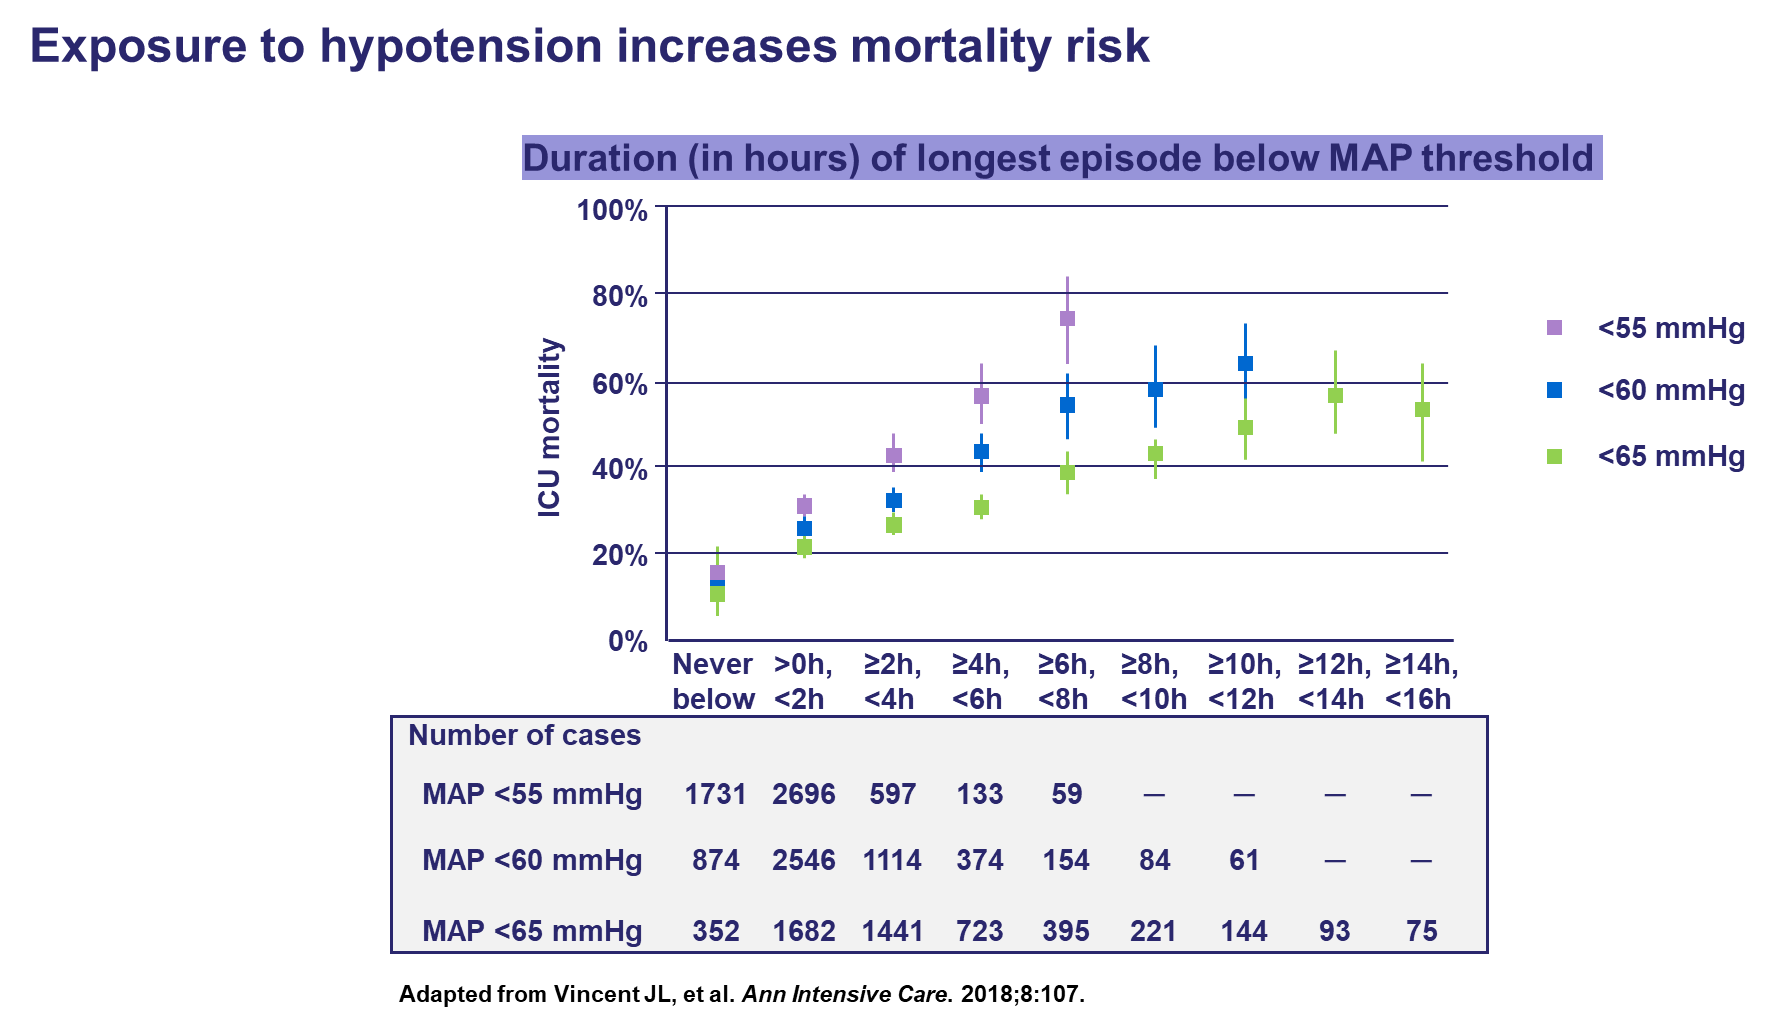 Exposure to hypotension increases mortality risk
Duration (in hours) of longest episode below MAP threshold
100%
80%
60%
40%
20%
0%
ICU mortality
<55 mmHg
<60 mmHg
<65 mmHg
Never >0h, ≥2h, ≥4h, ≥6h, ≥8h, ≥10h, ≥12h, ≥14h,
below <2h <4h <6h <8h <10h <12h <14h <16h
Number of cases
MAP <55 mmHg 1731 2696 597 133 59 — — — —
MAP <60 mmHg 874 2546 1114 374 154 84 61 — —
MAP <65 mmHg 352 1682 1441 723 395 221 144 93 75
Adapted from Vincent JL, et al. Ann Intensive Care. 2018;8:107.